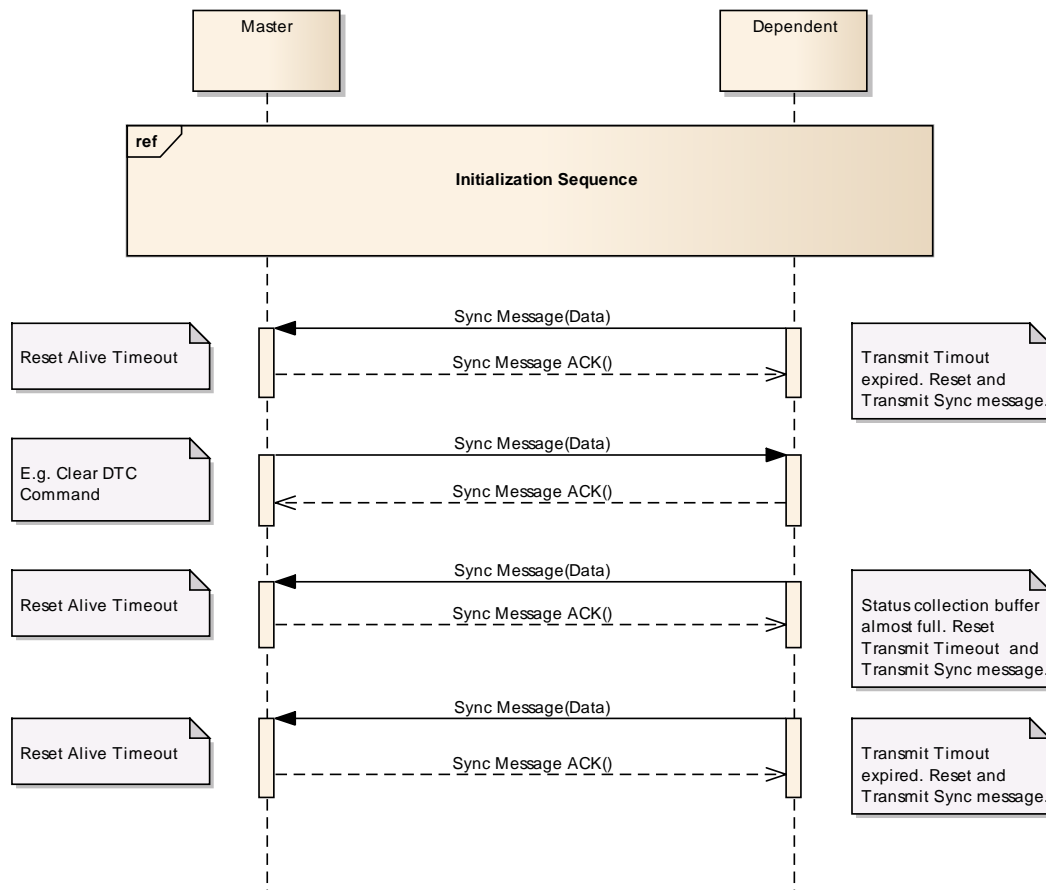 Master
Dependent
ref
Initialization Sequence
Sync Message(Data)
Reset Alive Timeout
Sync Message ACK()
Transmit Timout
expired. Reset and
Transmit Sync message.
Sync Message(Data)
E.g. Clear DTC
Command
Sync Message ACK()
Sync Message(Data)
Reset Alive Timeout
Sync Message ACK()
Status collection buffer
almost full. Reset
Transmit Timeout and
Transmit Sync message.
Sync Message(Data)
Reset Alive Timeout
Sync Message ACK()
Transmit Timout
expired. Reset and
Transmit Sync message.